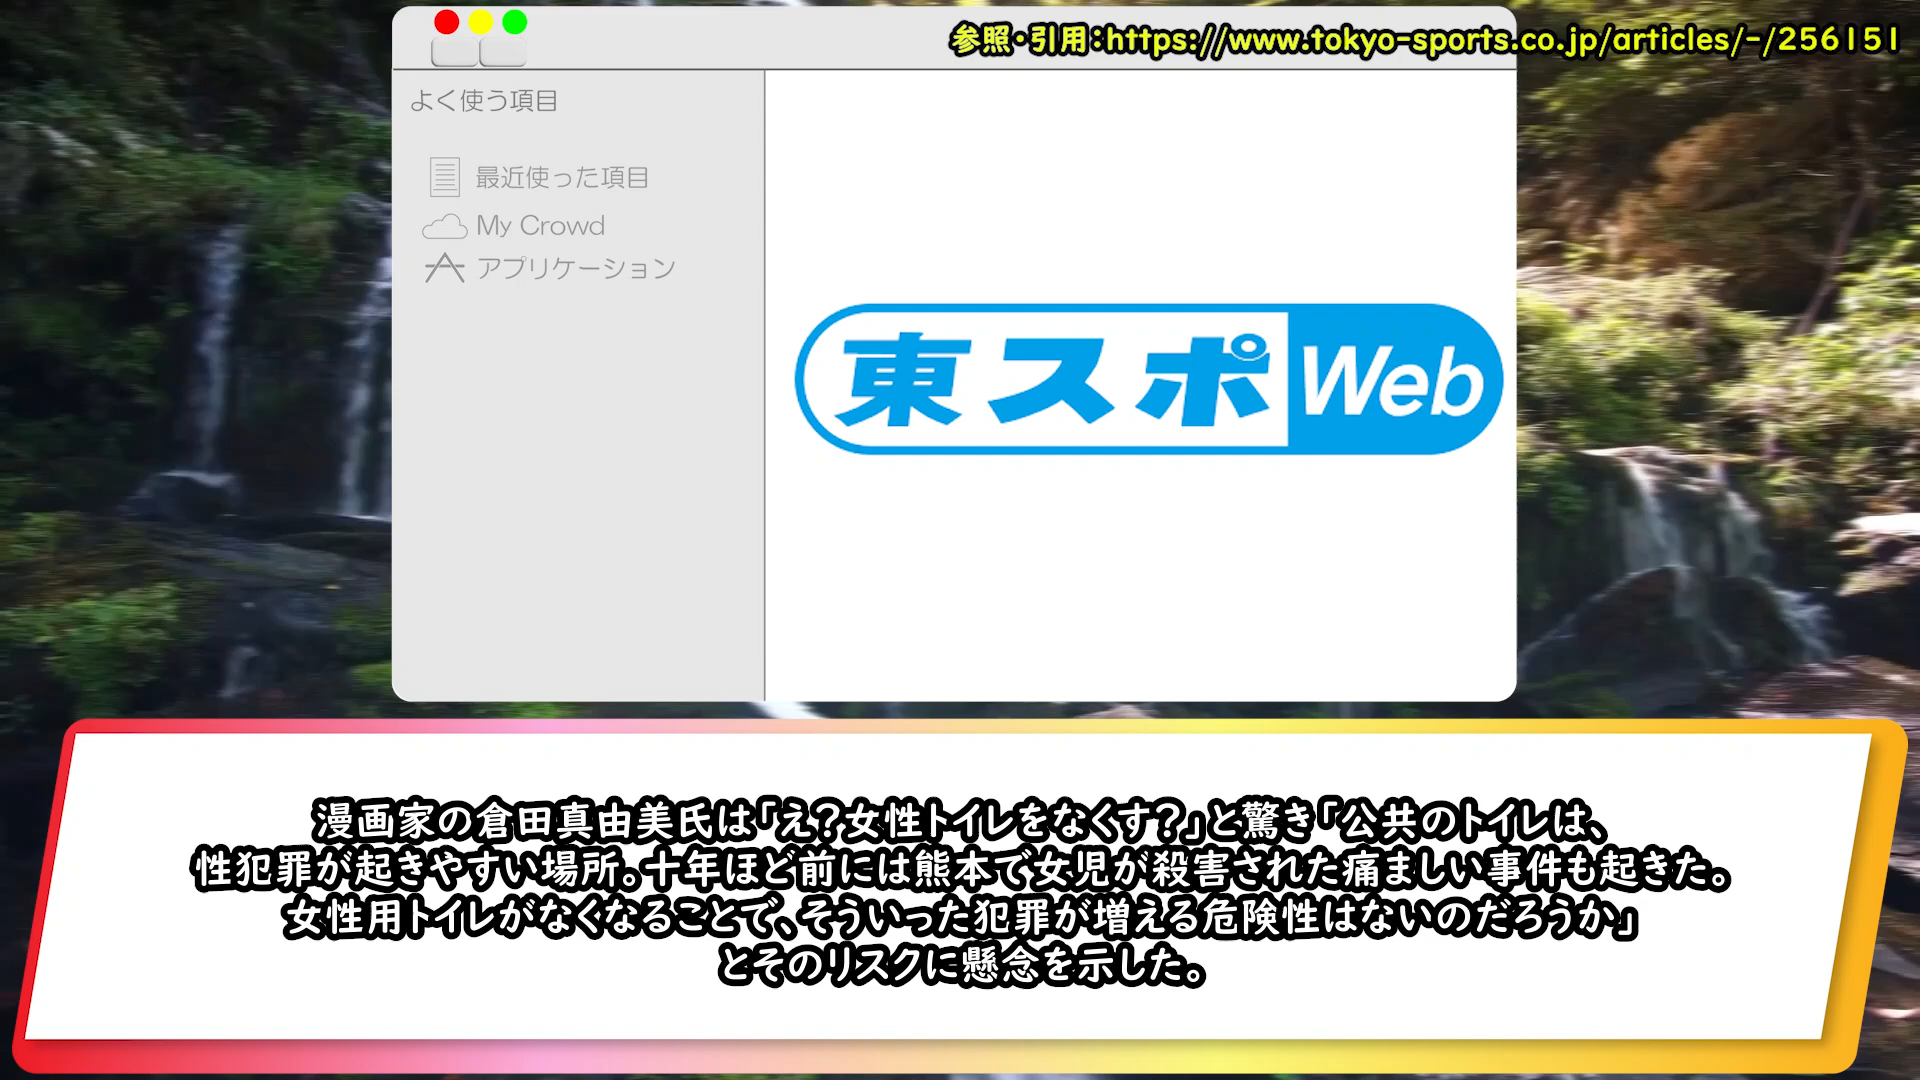 参照・引用：https://www.tokyo-sports.co.jp/articles/-/256151
よく使う項目
最近使った項目
My Crowd
アプリケーション
東スポWeb
漫画家の倉田真由美氏は「え？女性トイレをなくす？」と驚き「公共のトイレは、
性犯罪が起きやすい場所。十年ほど前には熊本で女児が殺害された痛ましい事件も起きた。
女性用トイレがなくなることで、そういった犯罪が増える危険性はないのだろうか」
とそのリスクに懸念を示した。